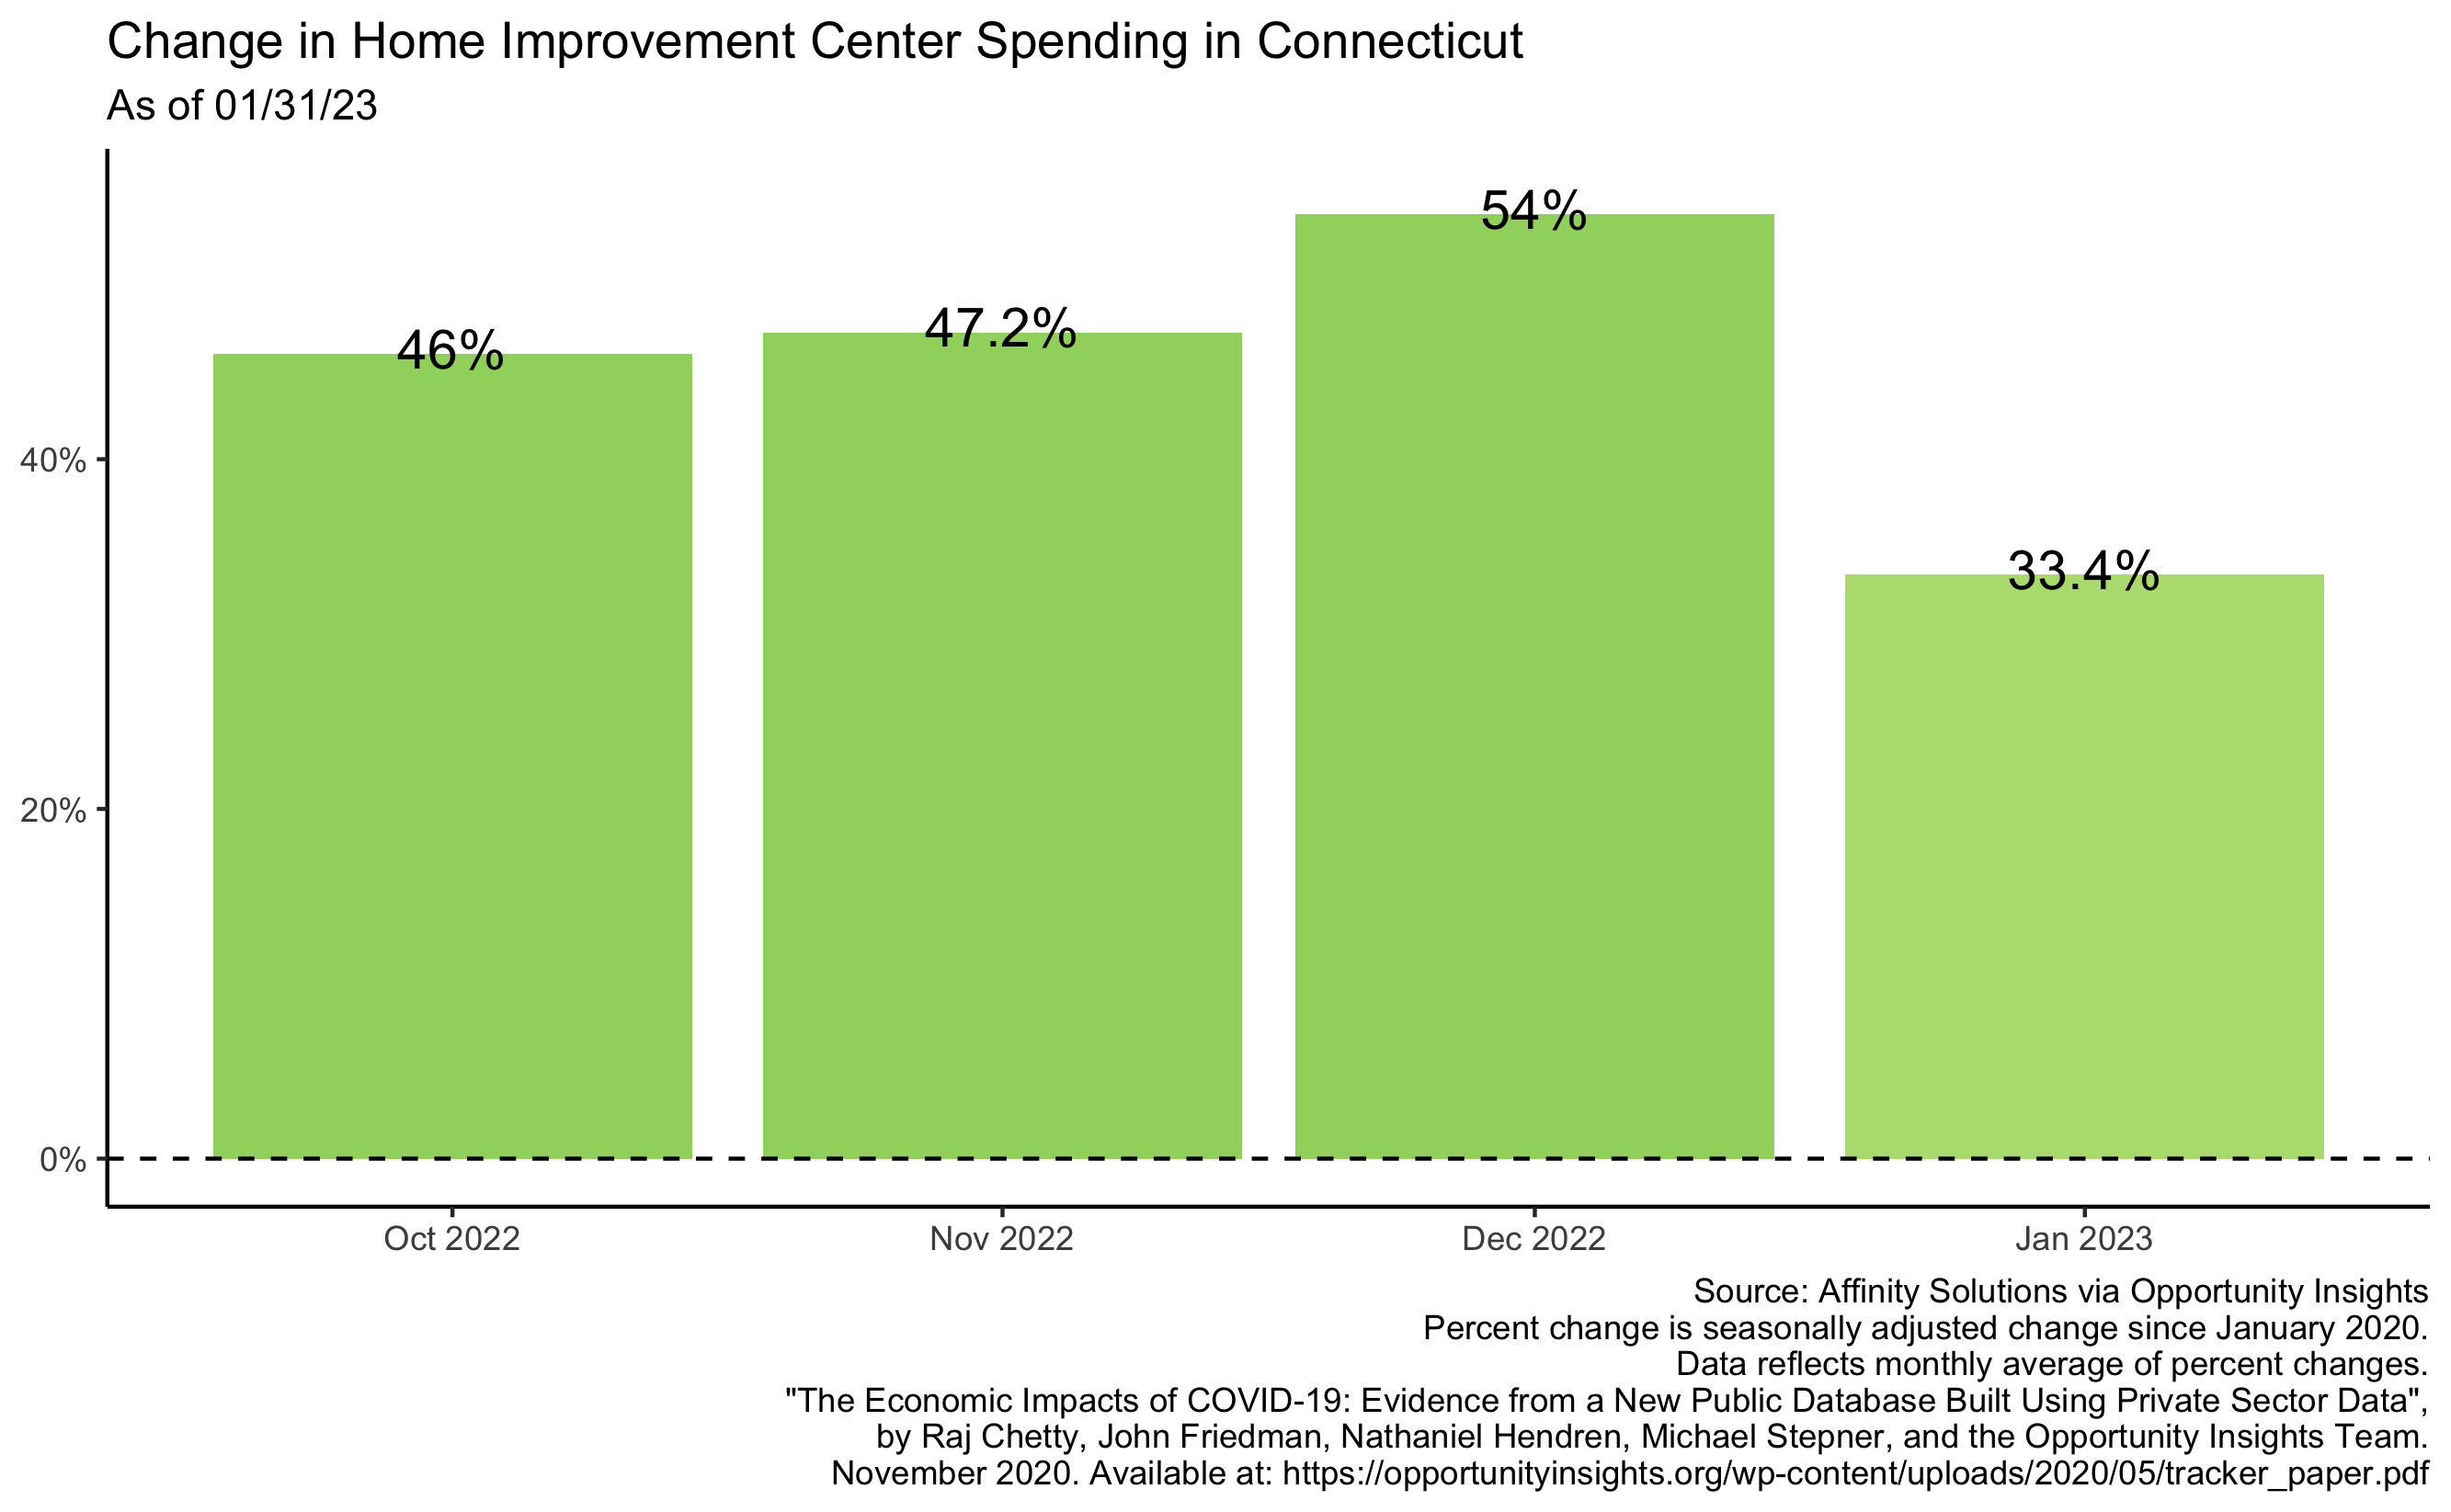 Change in Home Improvement Center Spending in Connecticut
As of 01/31/23
54%
47.2%
46%
33.4%
40%
20%
0%
Oct 2022
Nov 2022
Dec 2022
Jan 2023
Source: Affinity Solutions via Opportunity Insights
Percent change is seasonally adjusted change since January 2020.
Data reflects monthly average of percent changes.
"The Economic Impacts of COVID-19: Evidence from a New Public Database Built Using Private Sector Data",
by Raj Chetty, John Friedman, Nathaniel Hendren, Michael Stepner, and the Opportunity Insights Team.
November 2020. Available at: https://opportunityinsights.org/wp-content/uploads/2020/05/tracker_paper.pdf